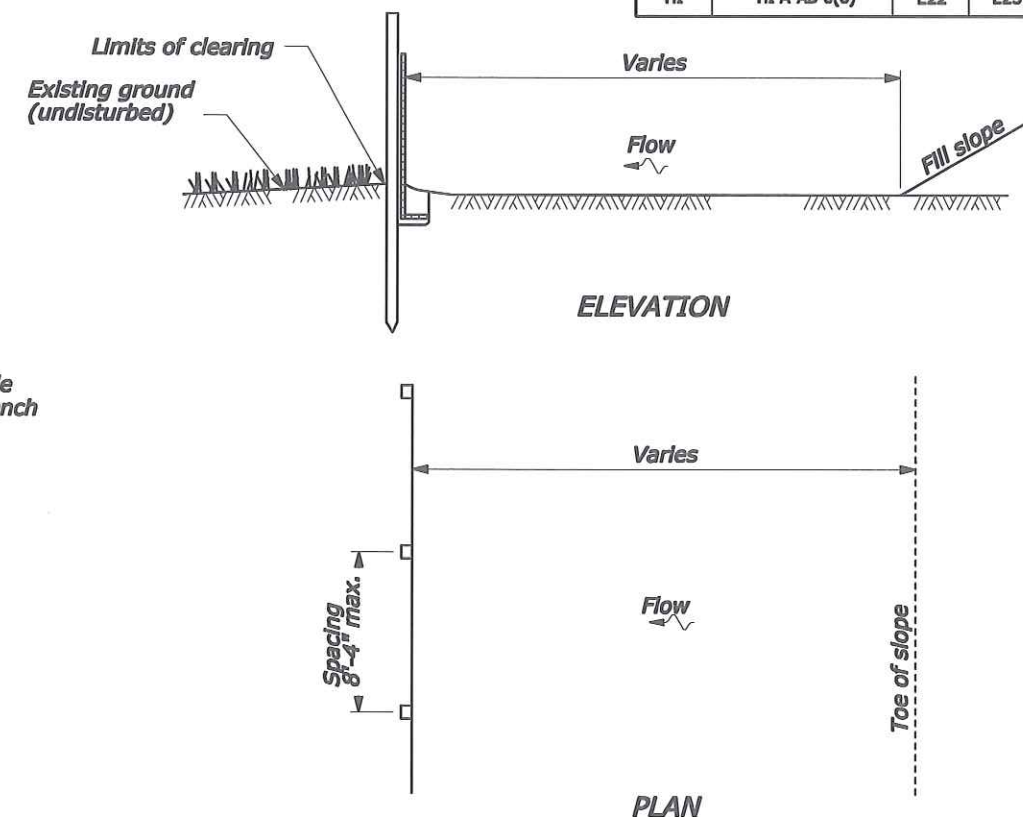 E22
Limits of clearing
Varies
Existing ground
(undisturbed)
Flow
Fill slope
ELEVATION
Varies
Spacing
8'-4" max.
Flow
Toe of slope
PLAN